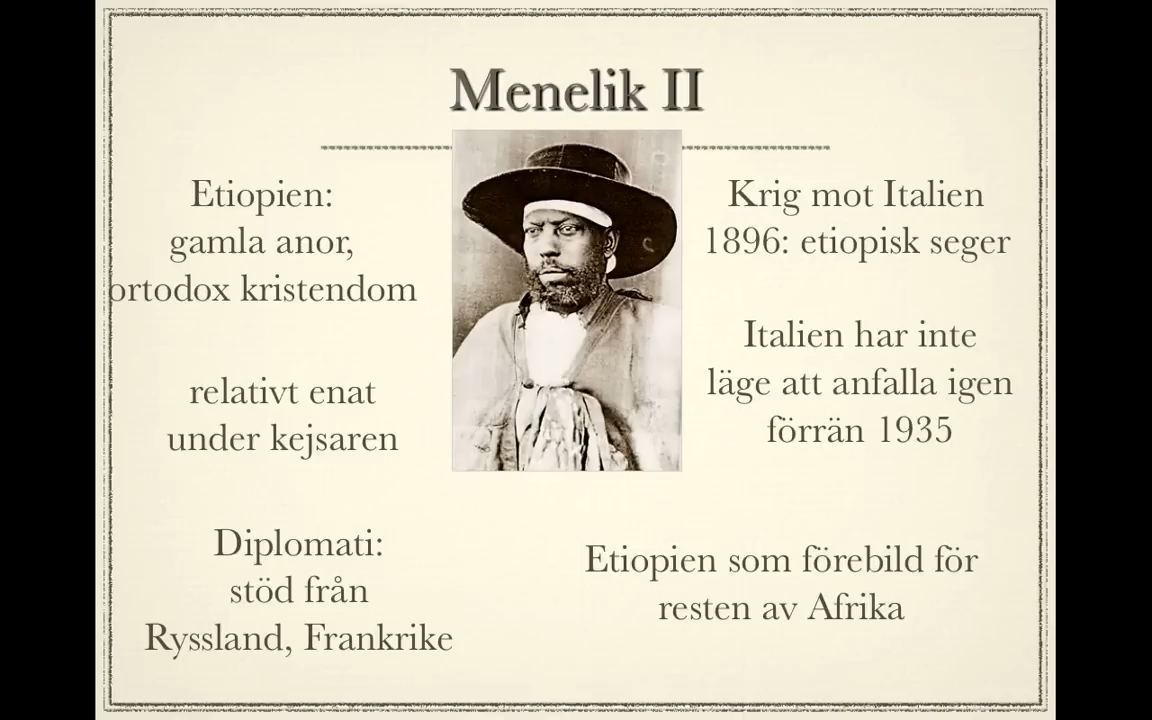 Menelik II
Etiopien:
gamla anor,
ortodox kristendom
relativt enat
under kejsaren
Diplomati:
stöd från
Ryssland, Frankrike
Krig mot Italien
1896: etiopisk seger
Italien har inte
läge att anfalla igen
förrän 1935
Etiopien som förebild för
resten av Afrika